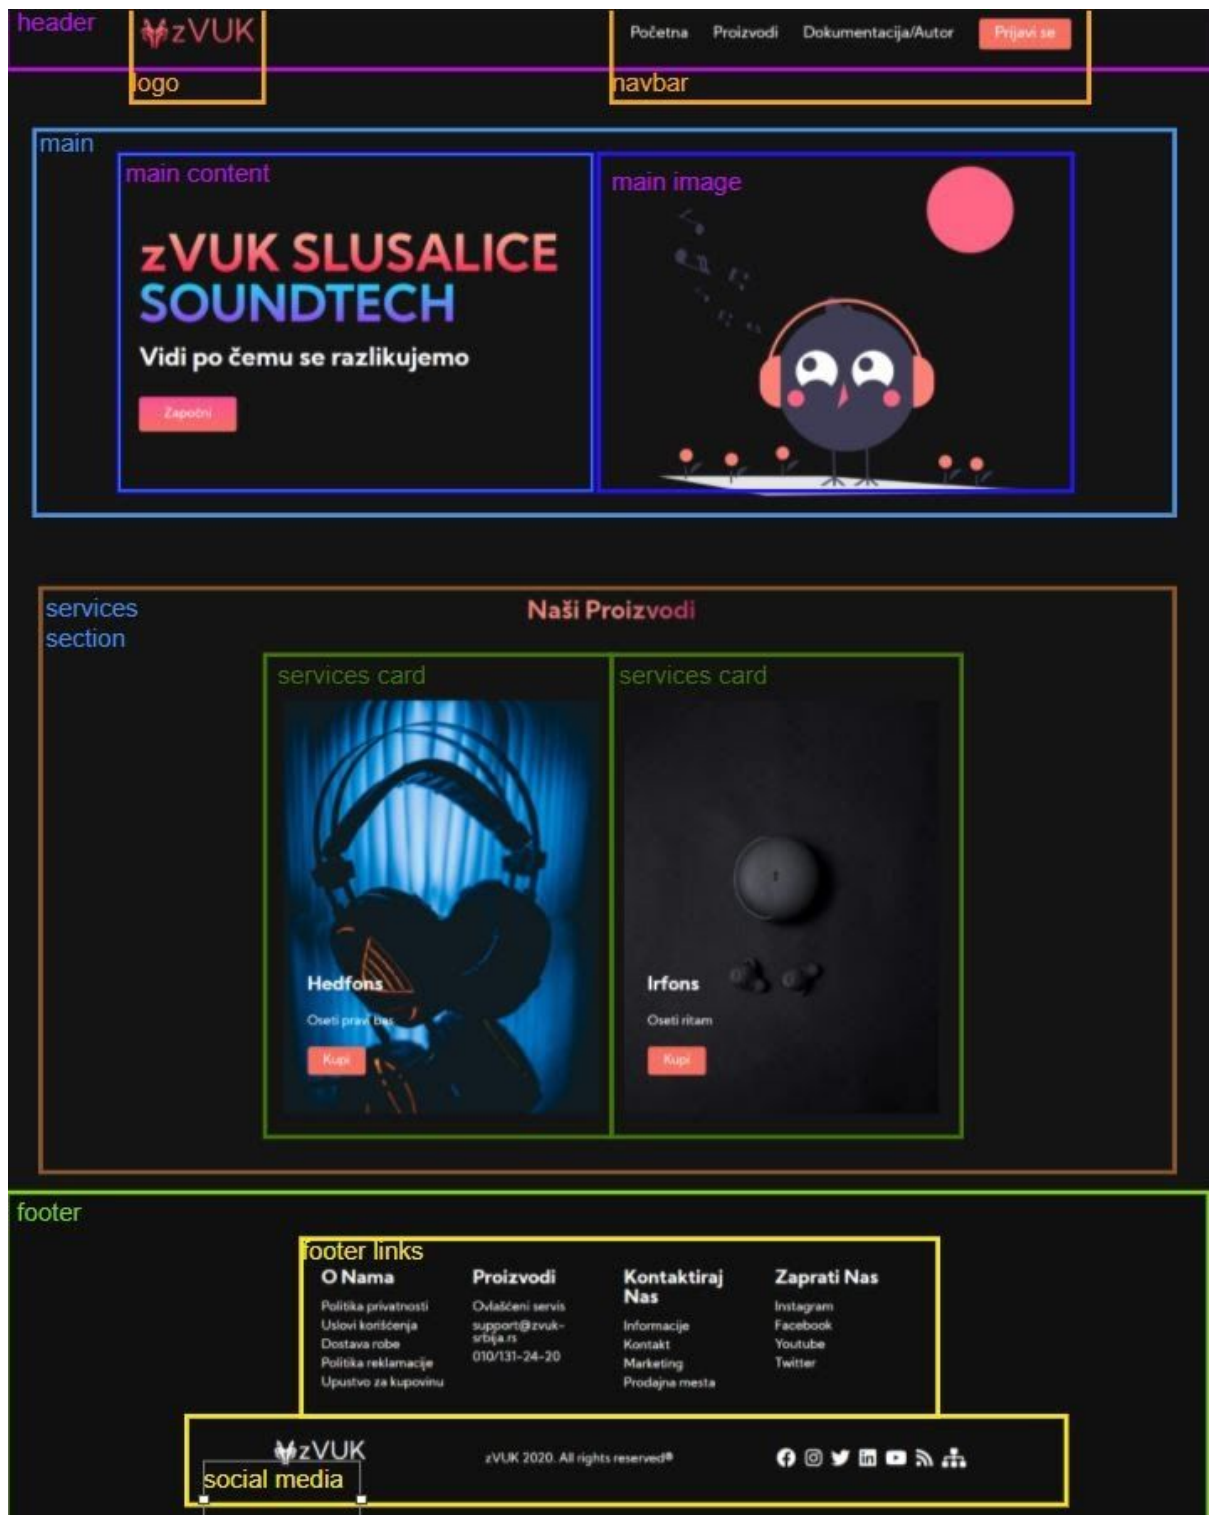 header
zVUK
Početna Proizvodi Dokumentacija/Autor Prijavi se
logo
navbar
main
main content
main image
zVUK SLUSALICE
SOUNDTECH
Vidi po čemu se razlikujemo
Započni
services
section
Naši Proizvodi
services card
services card
Hedfons
Oseti pravi bas
Kupi
Irfons
Oseti ritam
Kupi
footer
footer links
O Nama
Politika privatnosti
Uslovi korišćenja
Dostava robe
Politika reklamacije
Upustvo za kupovinu
Proizvodi
Ovlašćeni servis
support@zvuk-
srbija.rs
010/131-24-20
Kontaktiraj
Nas
Informacije
Kontakt
Marketing
Prodajna mesta
Zaprati Nas
Instagram
Facebook
Youtube
Twitter
zVUK
social media
zVUK 2020. All rights reserved®